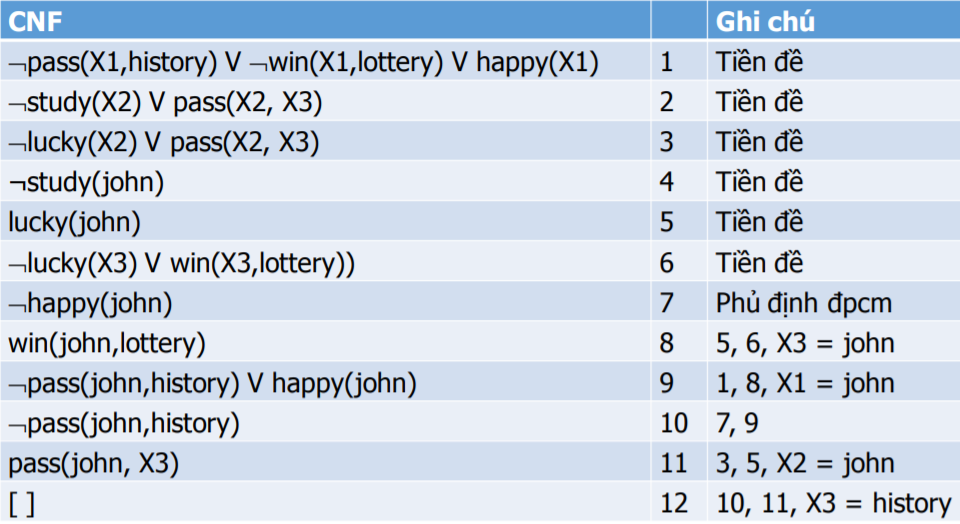 CNF Ghi chú
¬pass(X1,history) V ¬win(X1,lottery) V happy(X1) 1 Tiền đề
¬study(X2) V pass(X2, X3) 2 Tiền đề
¬lucky(X2) V pass(X2, X3) 3 Tiền đề
¬study(john) 4 Tiền đề
lucky(john) 5 Tiền đề
¬lucky(X3) V win(X3,lottery)) 6 Tiền đề
¬happy(john) 7 Phủ định đpcm
win(john,lottery) 8 5, 6, X3 = john
¬pass(john,history) V happy(john) 9 1, 8, X1 = john
¬pass(john,history) 10 7, 9
pass(john, X3) 11 3, 5, X2 = john
[ ] 12 10, 11, X3 = history